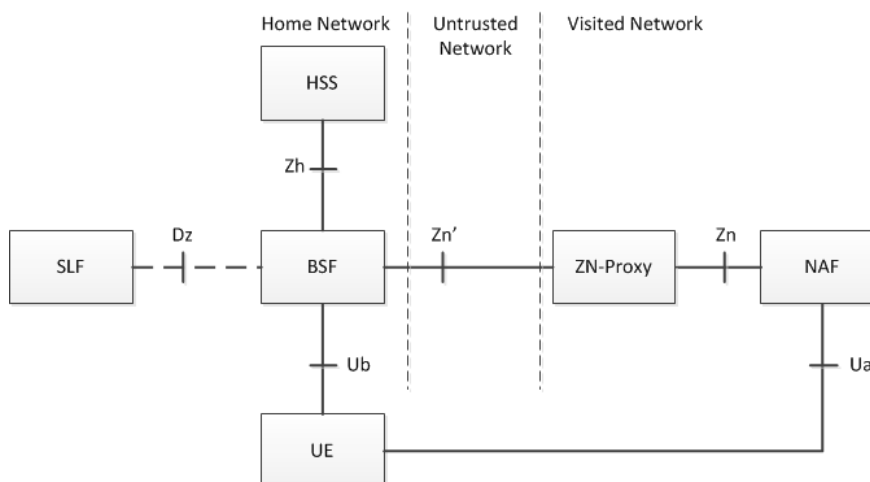 Home Network
Untrusted
Network
Visited Network
HSS
Zh
SLF
Dz
BSF
Zn’
ZN-Proxy
Zn
NAF
Ub
Ua
UE